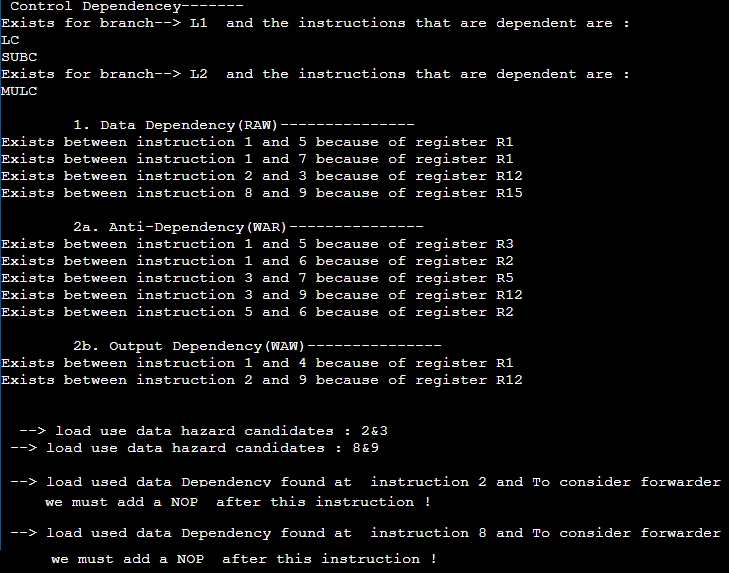 Control Dependencey-------
Exists for branch--> L1  and the instructions that are dependent are :
LC
SUBC
Exists for branch--> L2  and the instructions that are dependent are :
MULC
1. Data Dependency(RAW)---------------
Exists between instruction 1 and 5 because of register R1
Exists between instruction 1 and 7 because of register R1
Exists between instruction 2 and 3 because of register R12
Exists between instruction 8 and 9 because of register R15
2a. Anti-Dependency(WAR)---------------
Exists between instruction 1 and 5 because of register R3
Exists between instruction 1 and 6 because of register R2
Exists between instruction 3 and 7 because of register R5
Exists between instruction 3 and 9 because of register R12
Exists between instruction 5 and 6 because of register R2
2b. Output Dependency(WAW)---------------
Exists between instruction 1 and 4 because of register R1
Exists between instruction 2 and 9 because of register R12
--> load use data hazard candidates : 2&3
--> load use data hazard candidates : 8&9
--> load used data Dependency found at  instruction 2 and To consider forwarder
we must add a NOP  after this instruction !
--> load used data Dependency found at  instruction 8 and To consider forwarder
we must add a NOP  after this instruction !